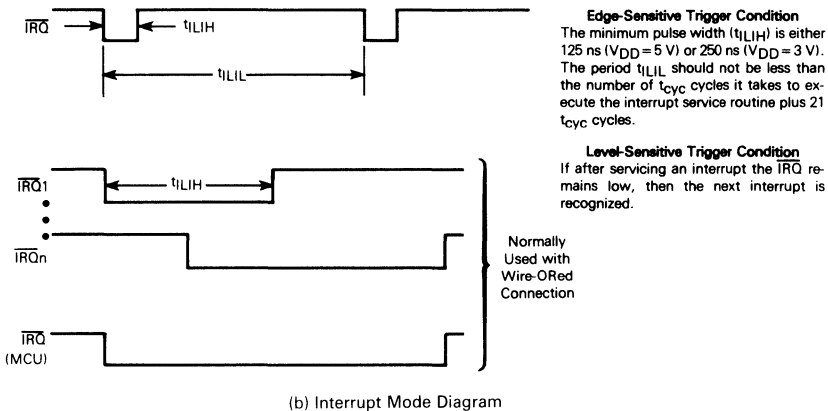 IRQ
tILIH
tILIL
Edge-Sensitive Trigger Condition
The minimum pulse width (tILIH) is either
125 ns (VDD = 5 V) or 250 ns (VDD = 3 V).
The period tILIL should not be less than
the number of tcyc cycles it takes to ex-
ecute the interrupt service routine plus 21
tcyc cycles.
Level-Sensitive Trigger Condition
If after servicing an interrupt the IRQ re-
mains low, then the next interrupt is
recognized.
IRQ1
tILIH
IRQn
IRQ
(MCU)
Normally
Used with
Wire-ORed
Connection
(b) Interrupt Mode Diagram